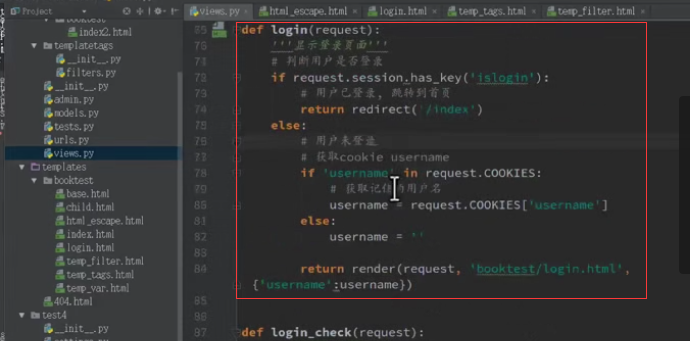 Project
views.py
html_escape.html
login.html
temp_tags.html
temp_filter.html
booktest
index2.html
templatetags
__init__.py
filters.py
__init__.py
admin.py
models.py
tests.py
urls.py
views.py
templates
booktest
base.html
child.html
html_escape.html
index.html
login.html
temp_filter.html
temp_tags.html
temp_var.html
404.html
test4
__init__.py
def login(request):
'''显示登录页面'''
# 判断用户是否登录
if request.session.has_key('islogin'):
# 用户已登录, 跳转到首页
return redirect('/index')
else:
# 用户未登录
# 获取cookie username
if 'username' in request.COOKIES:
# 获取记住的用户名
username = request.COOKIES['username']
else:
username = ''
return render(request, 'booktest/login.html',
{'username':username})
def login_check(request):